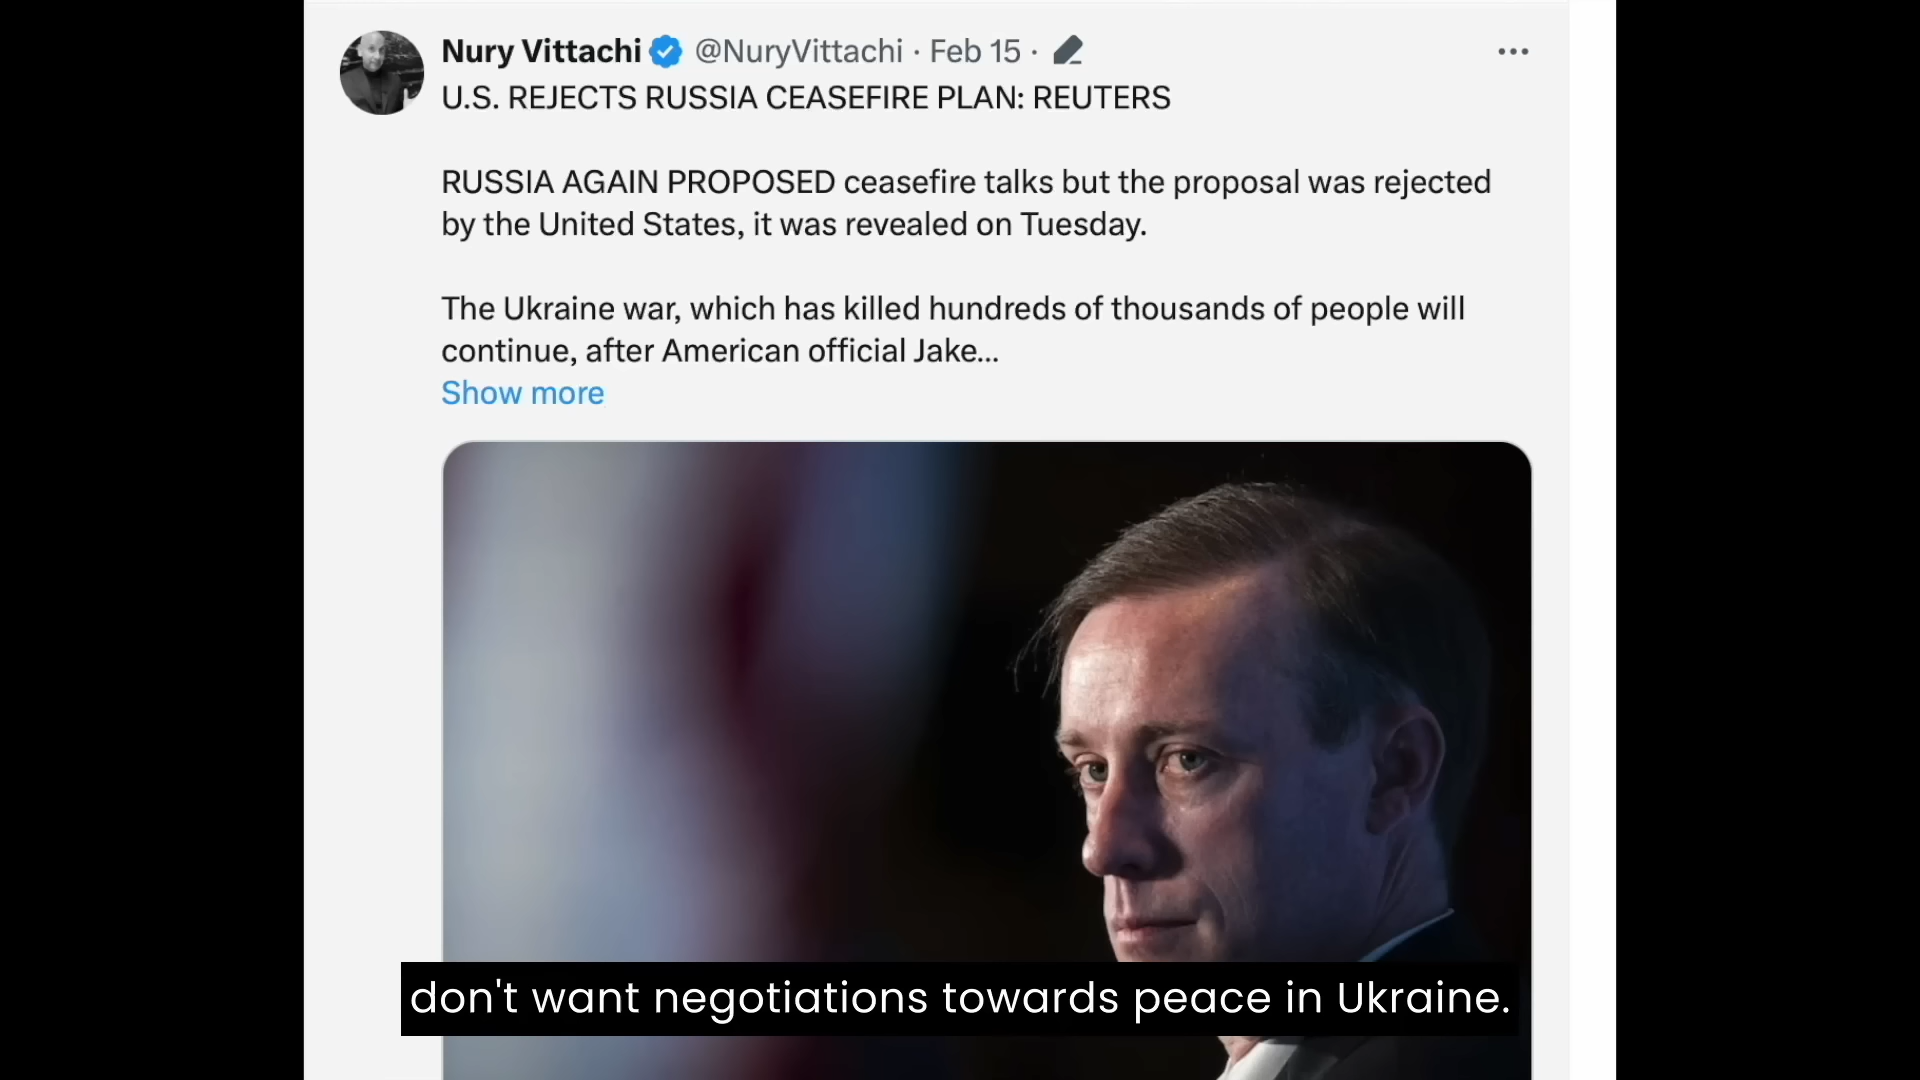 Nury Vittachi @NuryVittachi · Feb 15 ·
U.S. REJECTS RUSSIA CEASEFIRE PLAN: REUTERS
RUSSIA AGAIN PROPOSED ceasefire talks but the proposal was rejected
by the United States, it was revealed on Tuesday.
The Ukraine war, which has killed hundreds of thousands of people will
continue, after American official Jake...
Show more
don't want negotiations towards peace in Ukraine.